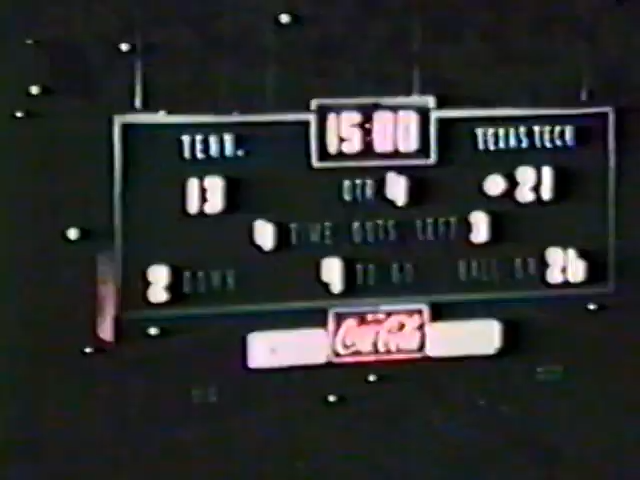 15:00
TENN. TEXAS TECH
13 QTR 4 21
TIME OUTS LEFT 3
2 DOWN 9 TO GO BALL ON 26
Coca-Cola